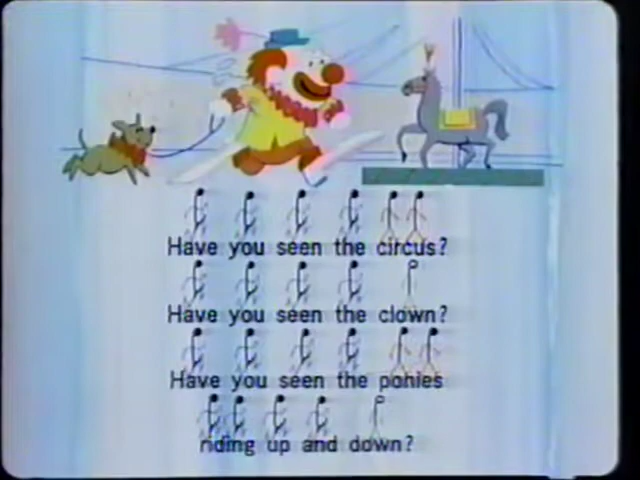 Have you seen the circus?
Have you seen the clown?
Have you seen the ponies
riding up and down?